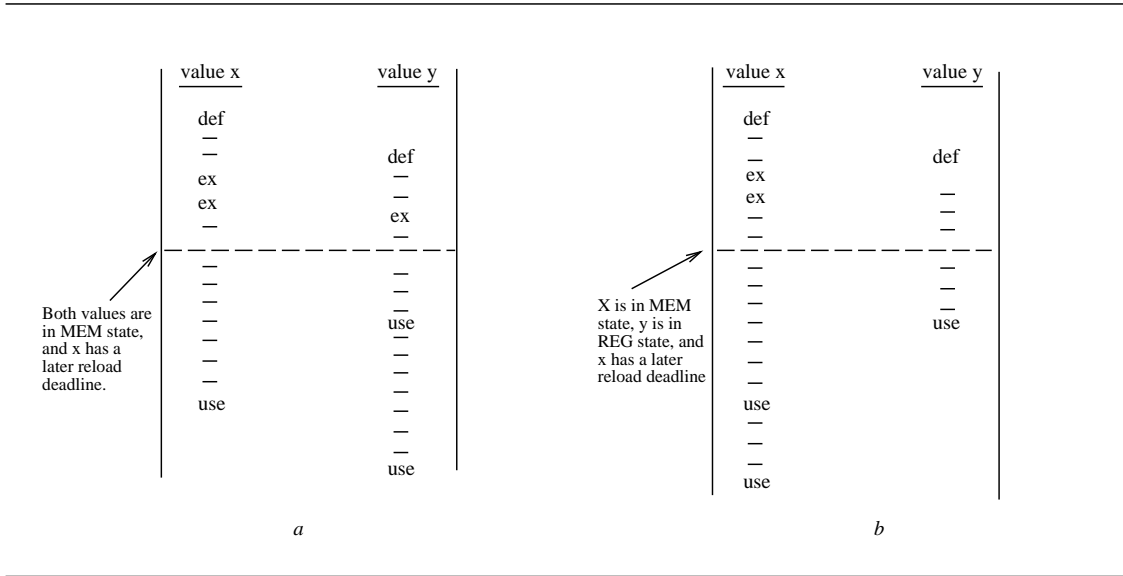 value x
value y
def
def
ex
ex
ex
Both values are
in MEM state,
and x has a
later reload
deadline.
use
use
use
a
value x
value y
def
def
ex
ex
X is in MEM
state, y is in
REG state, and
x has a later
reload deadline
use
use
use
b